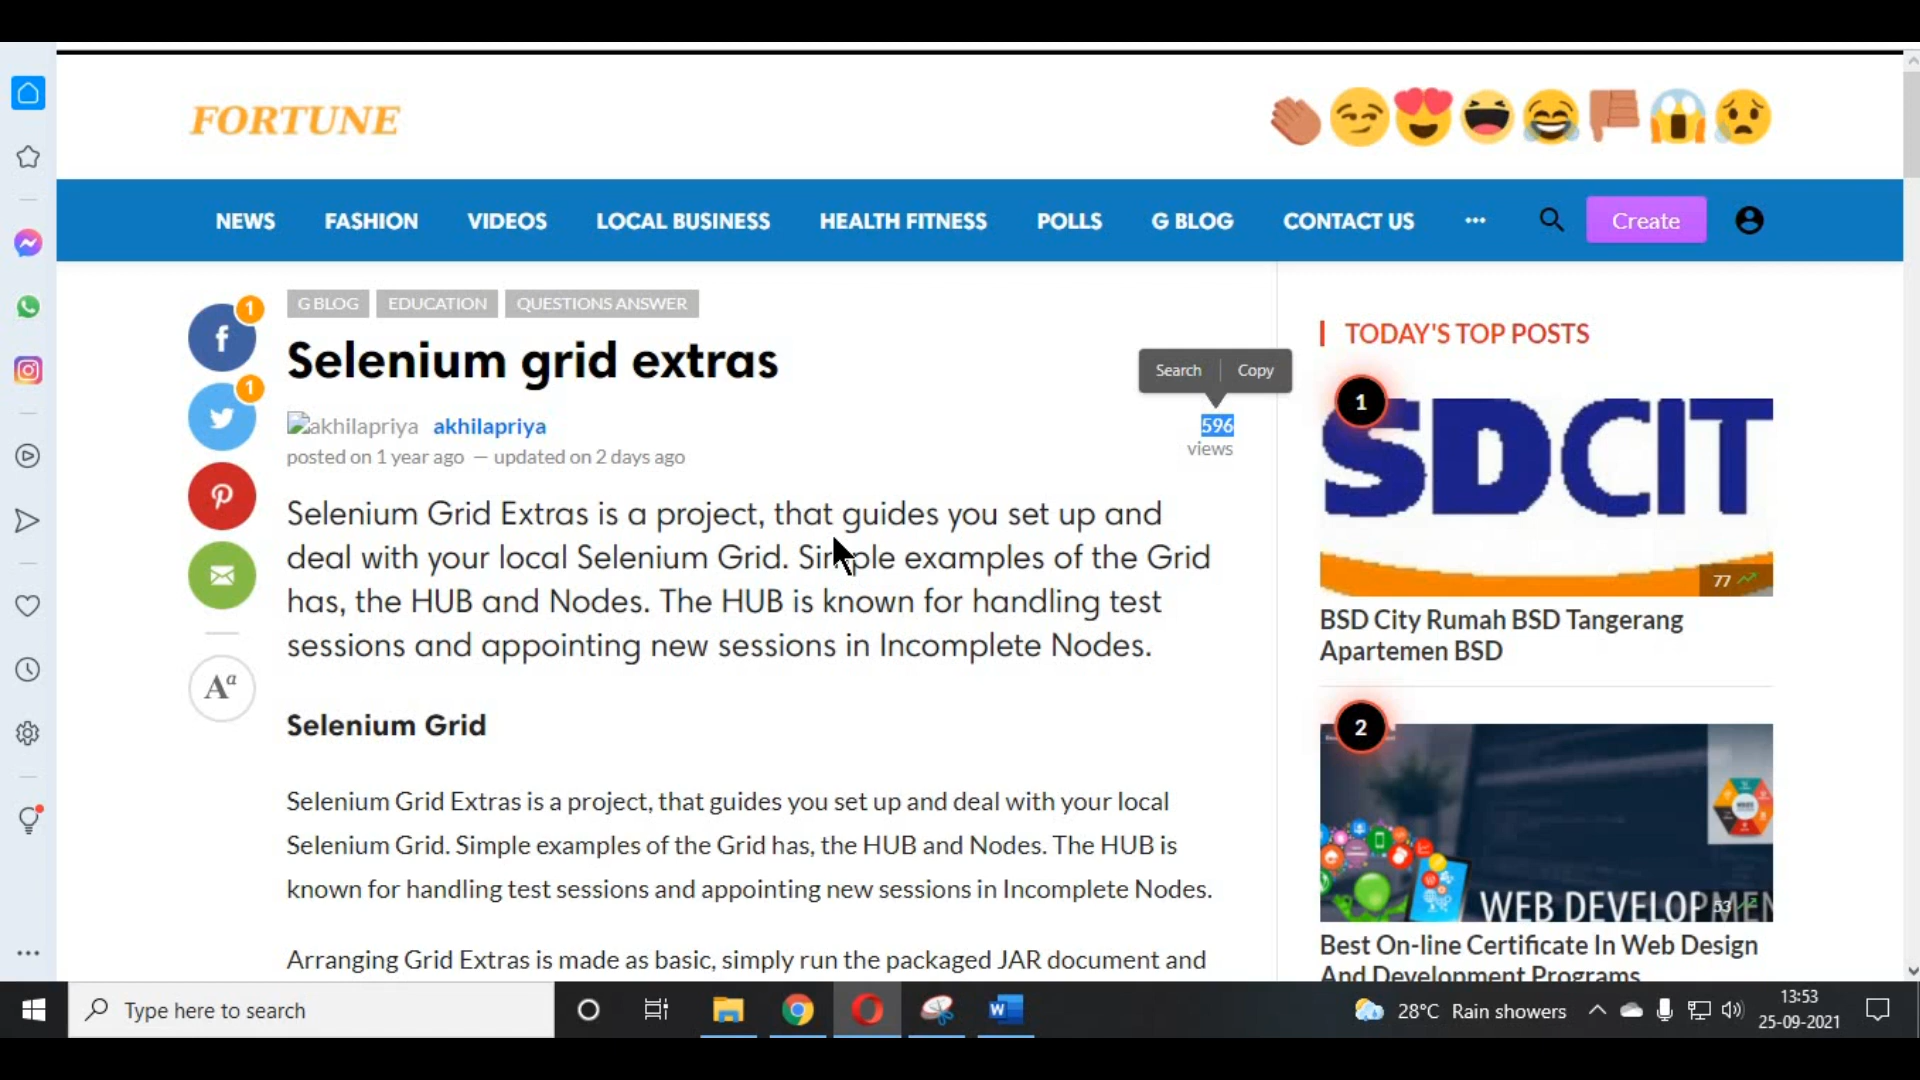 FORTUNE
NEWS FASHION VIDEOS LOCAL BUSINESS HEALTH FITNESS POLLS G BLOG CONTACT US ••• Create
1
f
1
G BLOG EDUCATION QUESTIONS ANSWER
Selenium grid extras
akhilapriya akhilapriya
posted on 1 year ago — updated on 2 days ago
Search Copy
596
views
Selenium Grid Extras is a project, that guides you set up and
deal with your local Selenium Grid. Simple examples of the Grid
has, the HUB and Nodes. The HUB is known for handling test
sessions and appointing new sessions in Incomplete Nodes.
Aa
Selenium Grid
Selenium Grid Extras is a project, that guides you set up and deal with your local
Selenium Grid. Simple examples of the Grid has, the HUB and Nodes. The HUB is
known for handling test sessions and appointing new sessions in Incomplete Nodes.
Arranging Grid Extras is made as basic, simply run the packaged JAR document and
TODAY'S TOP POSTS
1
SDCIT
77
BSD City Rumah BSD Tangerang
Apartemen BSD
2
WEB DEVELOPMEN
53
Best On-line Certificate In Web Design
And Development Programs
Type here to search
W
28°C Rain showers
13:53
25-09-2021